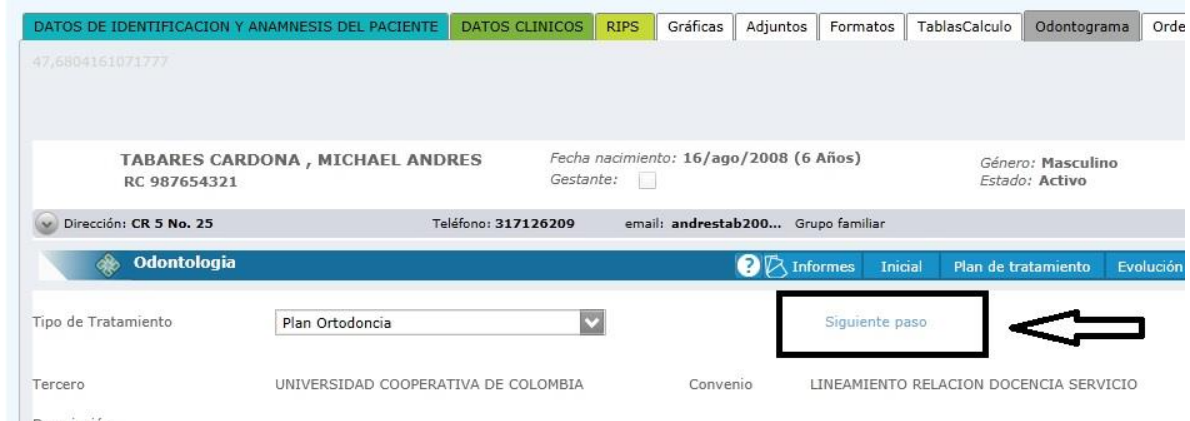 DATOS DE IDENTIFICACION Y ANAMNESIS DEL PACIENTE DATOS CLINICOS RIPS Gráficas Adjuntos Formatos TablasCalculo Odontograma Orde
47,6804161071777
TABARES CARDONA , MICHAEL ANDRES Fecha nacimiento: 16/ago/2008 (6 Años) Género: Masculino
RC 987654321 Gestante: Estado: Activo
Dirección: CR 5 No. 25 Teléfono: 317126209 email: andrestab200... Grupo familiar
Odontologia ? Informes Inicial Plan de tratamiento Evolución
Tipo de Tratamiento Plan Ortodoncia Siguiente paso
Tercero UNIVERSIDAD COOPERATIVA DE COLOMBIA Convenio LINEAMIENTO RELACION DOCENCIA SERVICIO